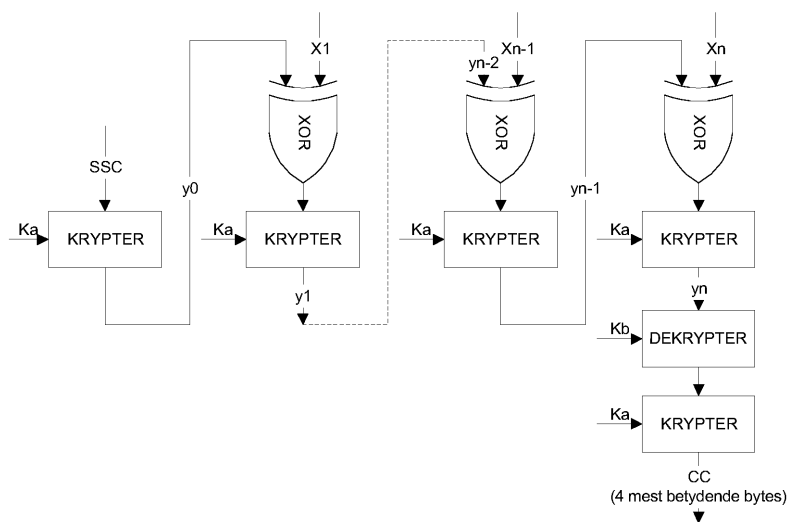 X1
Xn-1
Xn
yn-2
XOR
XOR
XOR
SSC
y0
yn-1
Ka
KRYPTER
Ka
KRYPTER
Ka
KRYPTER
Ka
KRYPTER
y1
yn
Kb
DEKRYPTER
Ka
KRYPTER
CC
(4 mest betydende bytes)